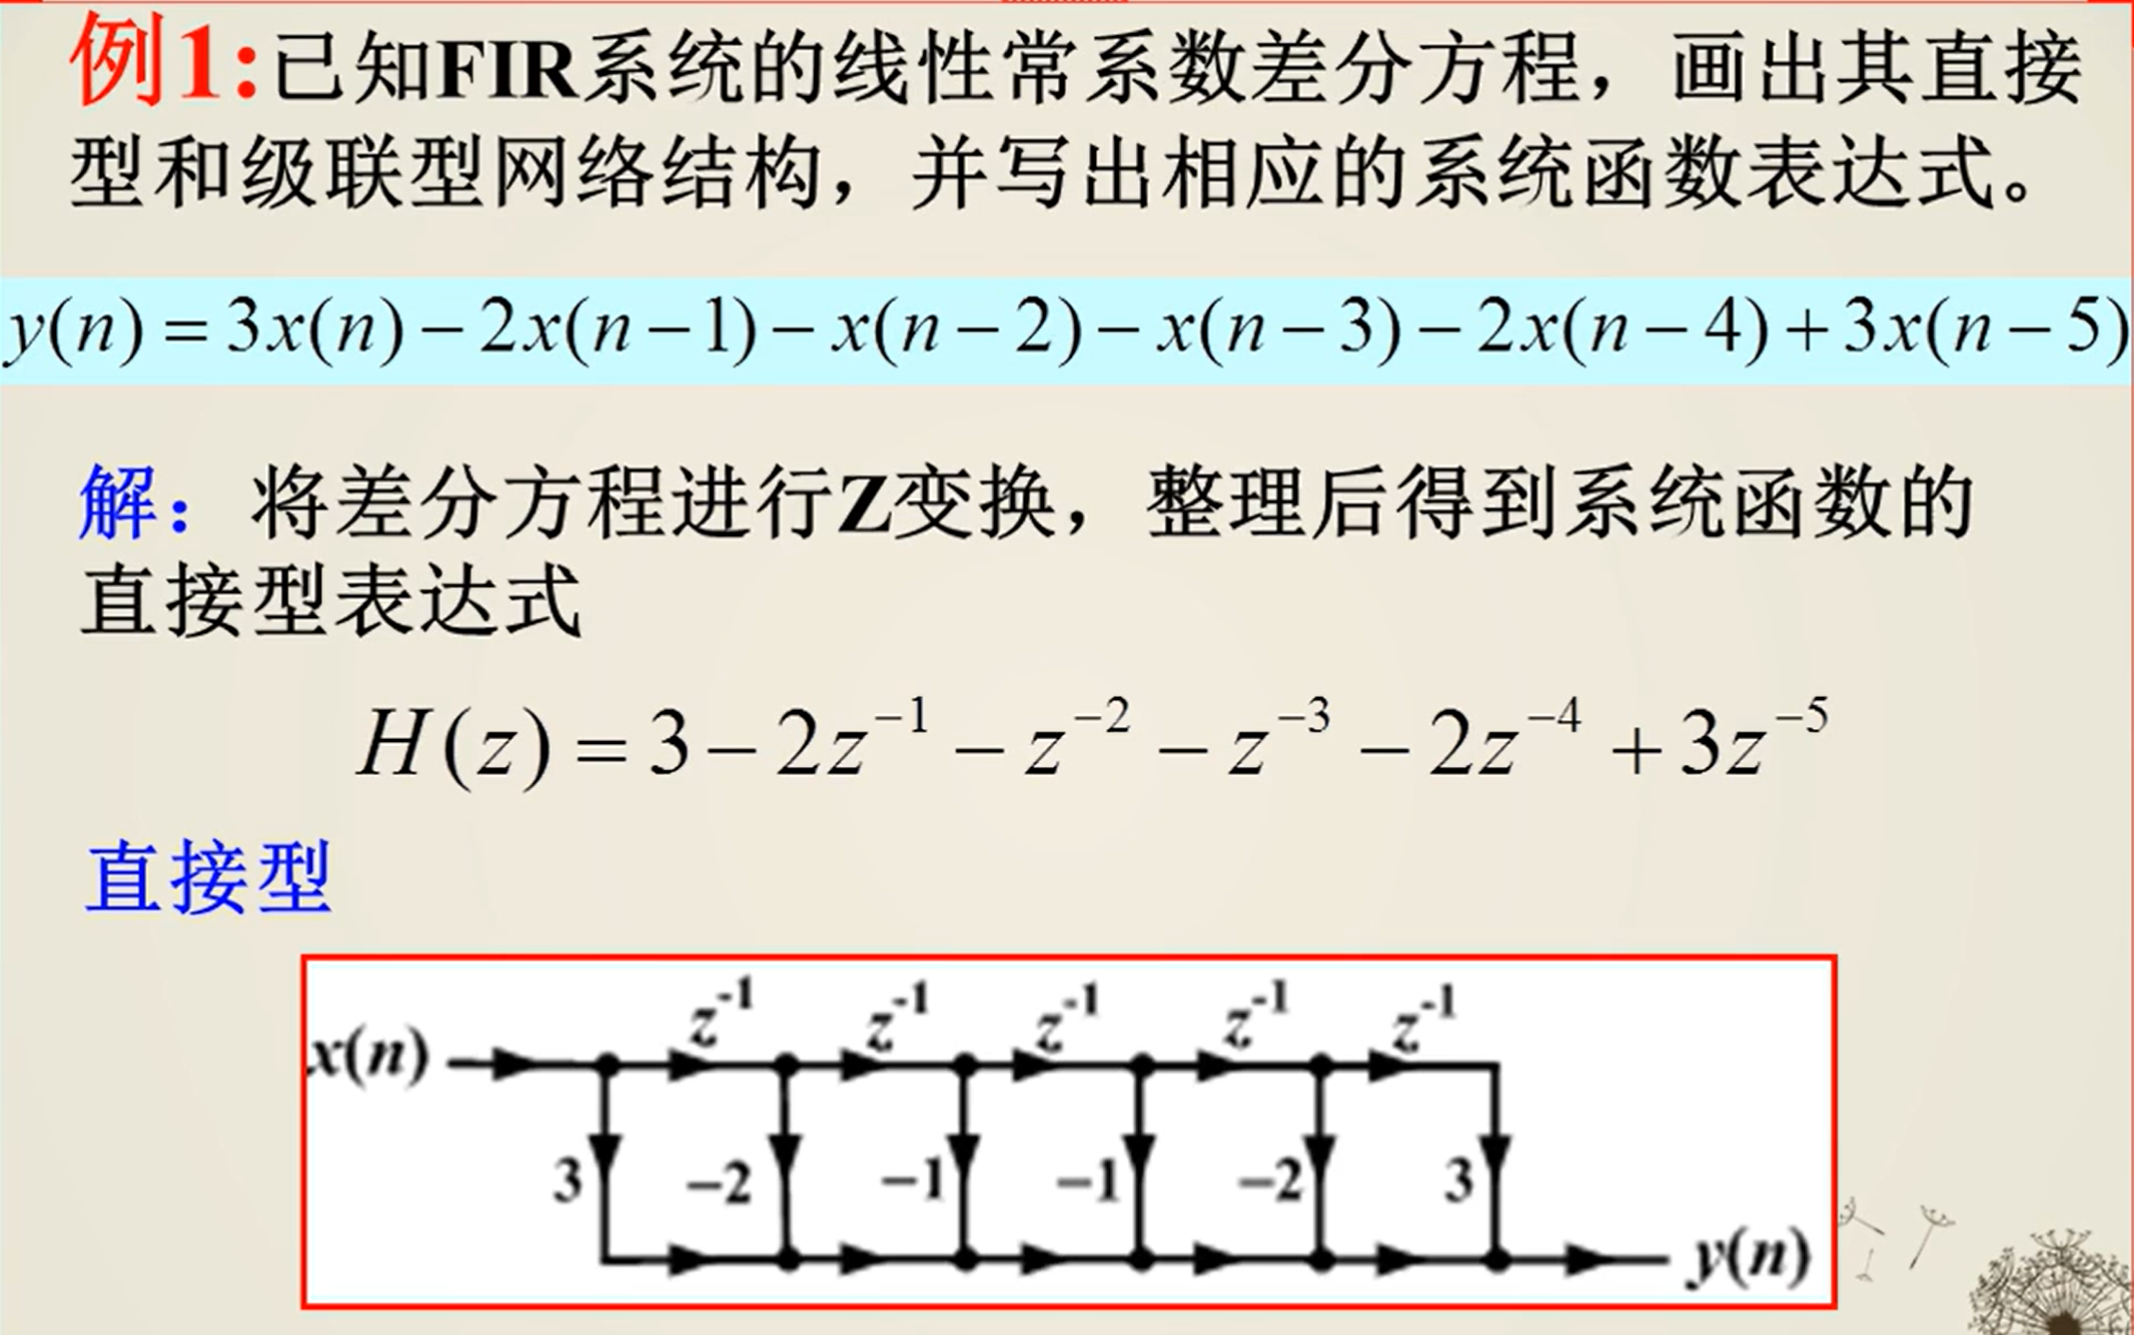 例1:已知FIR系统的线性常系数差分方程，画出其直接
型和级联型网络结构，并写出相应的系统函数表达式。
y(n) = 3x(n) − 2x(n − 1) − x(n − 2) − x(n − 3) − 2x(n − 4) + 3x(n − 5)
解：将差分方程进行Z变换，整理后得到系统函数的
直接型表达式
H(z) = 3 − 2z⁻¹ − z⁻² − z⁻³ − 2z⁻⁴ + 3z⁻⁵
直接型
z⁻¹ z⁻¹ z⁻¹ z⁻¹ z⁻¹
x(n)
3 −2 −1 −1 −2 3
y(n)